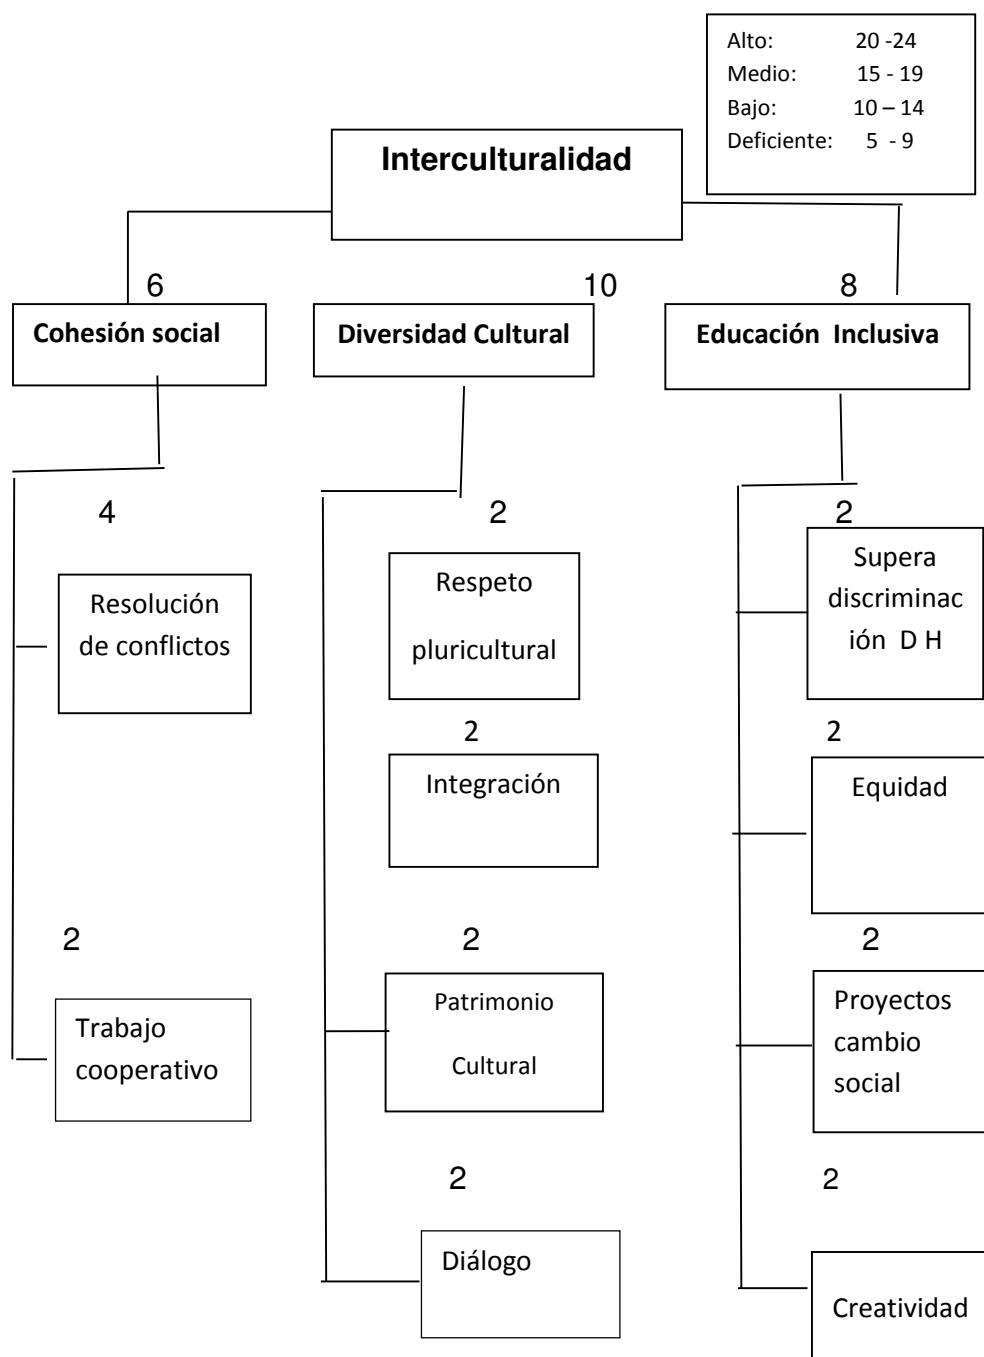 Alto: 20 -24
Medio: 15 - 19
Bajo: 10 – 14
Deficiente: 5 - 9
Interculturalidad
6
10
8
Cohesión social
Diversidad Cultural
Educación Inclusiva
4
Resolución
de conflictos
2
Trabajo
cooperativo
2
Respeto
pluricultural
2
Integración
2
Patrimonio
Cultural
2
Diálogo
2
Supera
discriminac
ión D H
2
Equidad
2
Proyectos
cambio
social
2
Creatividad